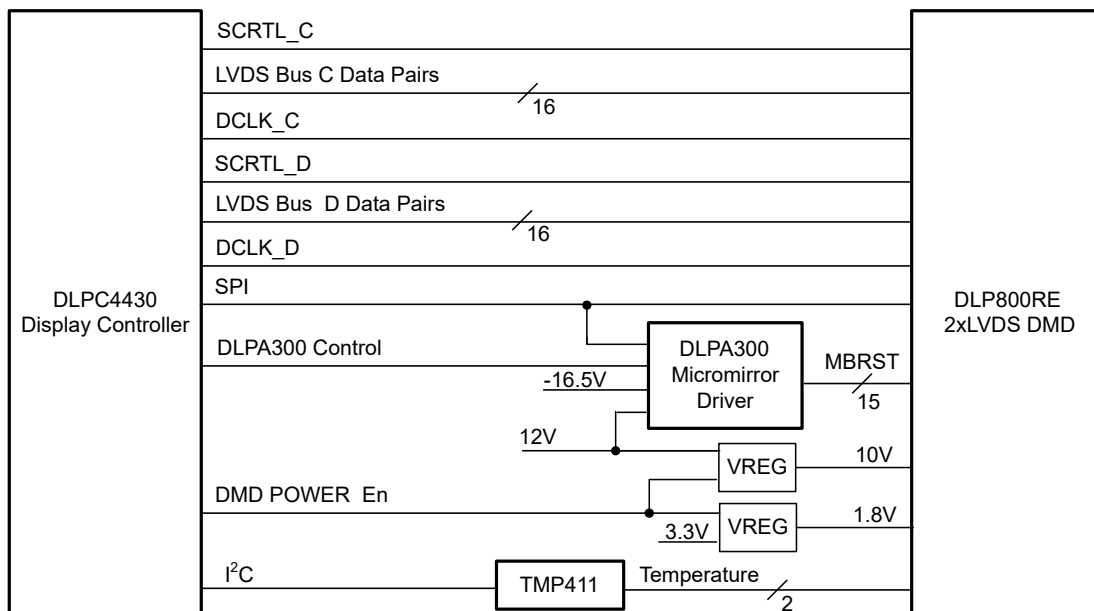 SCRTL_C
LVDS Bus C Data Pairs
16
DCLK_C
SCRTL_D
LVDS Bus  D Data Pairs
16
DCLK_D
SPI
DLPC4430
Display Controller
DLP800RE
2xLVDS DMD
DLPA300 Control
DLPA300
Micromirror
Driver
MBRST
15
-16.5V
12V
VREG
10V
DMD POWER  En
3.3V
VREG
1.8V
I²C
TMP411
Temperature
2